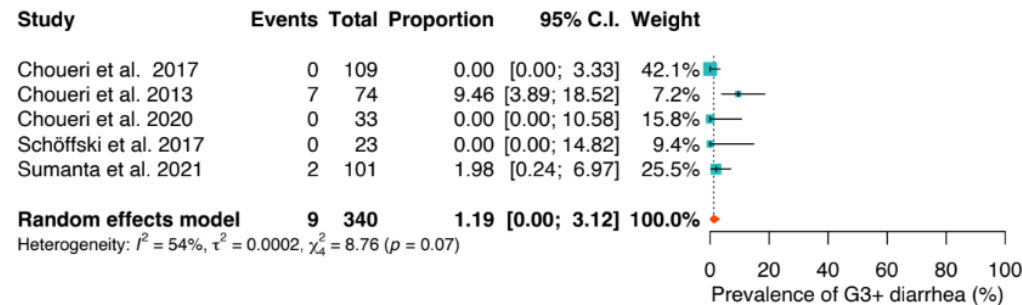 Study Events Total Proportion 95% C.I. Weight
Choueri et al. 2017 0 109 0.00 [0.00; 3.33] 42.1%
Choueri et al. 2013 7 74 9.46 [3.89; 18.52] 7.2%
Choueri et al. 2020 0 33 0.00 [0.00; 10.58] 15.8%
Schöffski et al. 2017 0 23 0.00 [0.00; 14.82] 9.4%
Sumanta et al. 2021 2 101 1.98 [0.24; 6.97] 25.5%
Random effects model 9 340 1.19 [0.00; 3.12] 100.0%
Heterogeneity: I² = 54%, τ² = 0.0002, χ²₄ = 8.76 (p = 0.07)
0 20 40 60 80 100
Prevalence of G3+ diarrhea (%)